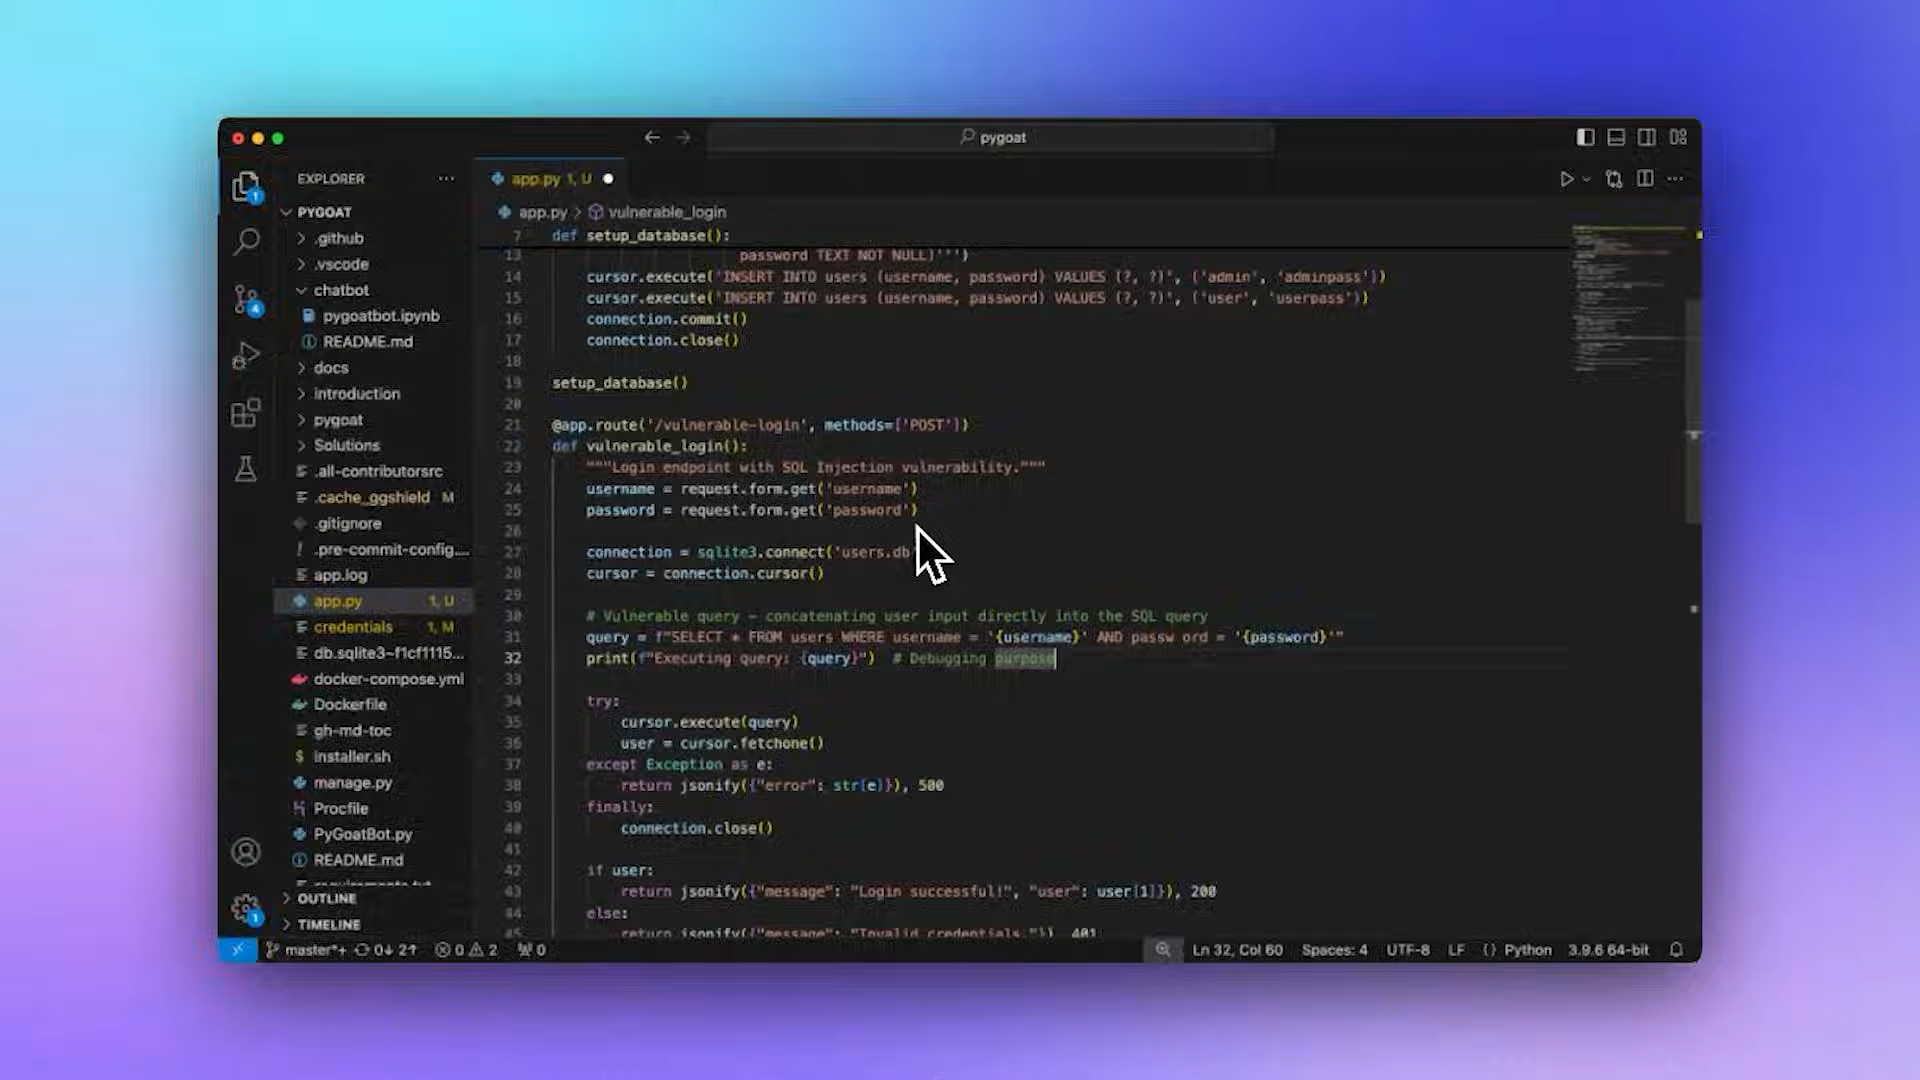 pygoat
EXPLORER
PYGOAT
.github
.vscode
chatbot
pygoatbot.ipynb
README.md
docs
introduction
pygoat
Solutions
.all-contributorsrc
.cache_ggshield M
.gitignore
.pre-commit-config....
app.log
app.py 1, U
credentials 1, M
db.sqlite3~f1cf1115...
docker-compose.yml
Dockerfile
gh-md-toc
installer.sh
manage.py
Procfile
PyGoatBot.py
README.md
OUTLINE
TIMELINE
app.py 1, U
app.py > vulnerable_login
7 def setup_database():
13 password TEXT NOT NULL)''')
14 cursor.execute('INSERT INTO users (username, password) VALUES (?, ?)', ('admin', 'adminpass'))
15 cursor.execute('INSERT INTO users (username, password) VALUES (?, ?)', ('user', 'userpass'))
16 connection.commit()
17 connection.close()
18
19 setup_database()
20
21 @app.route('/vulnerable-login', methods=['POST'])
22 def vulnerable_login():
23 """Login endpoint with SQL Injection vulnerability."""
24 username = request.form.get('username')
25 password = request.form.get('password')
26
27 connection = sqlite3.connect('users.db
28 cursor = connection.cursor()
29
30 # Vulnerable query – concatenating user input directly into the SQL query
31 query = f"SELECT * FROM users WHERE username = '{username}' AND passw ord = '{password}'"
32 print(f"Executing query: {query}") # Debugging purpose
33
34 try:
35 cursor.execute(query)
36 user = cursor.fetchone()
37 except Exception as e:
38 return jsonify({"error": str(e)}), 500
39 finally:
40 connection.close()
41
42 if user:
43 return jsonify({"message": "Login successful!", "user": user[1]}), 200
44 else:
45 return jsonify({"message": "Invalid credentials."}), 401
master*+ 0↓ 2↑ 0 2 0
Ln 32, Col 60 Spaces: 4 UTF-8 LF {} Python 3.9.6 64-bit